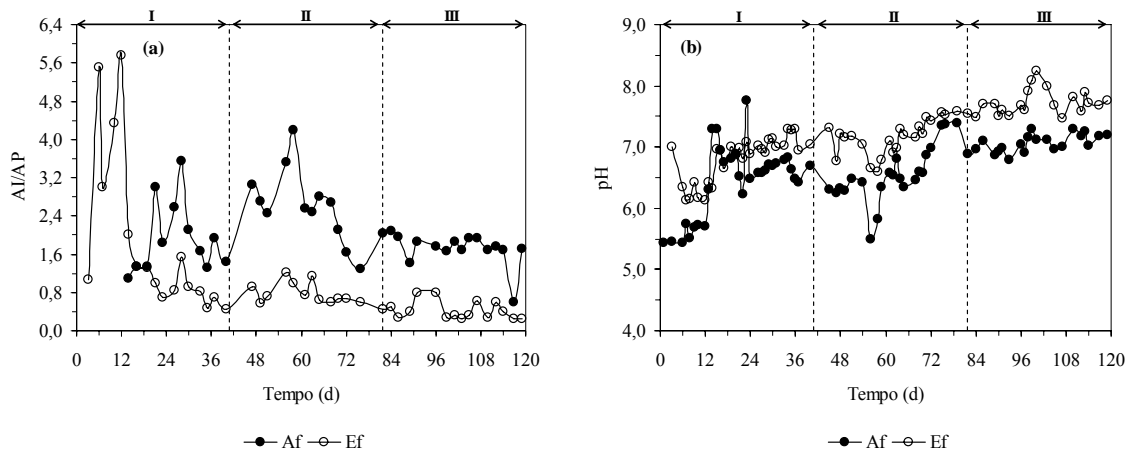 I II III
6,4
5,6
4,8
4,0
3,2
2,4
1,6
0,8
0,0
(a)
AI/AP
0 12 24 36 48 60 72 84 96 108 120
Tempo (d)
Af Ef
I II III
9,0
8,0
7,0
6,0
5,0
4,0
(b)
pH
0 12 24 36 48 60 72 84 96 108 120
Tempo (d)
Af Ef